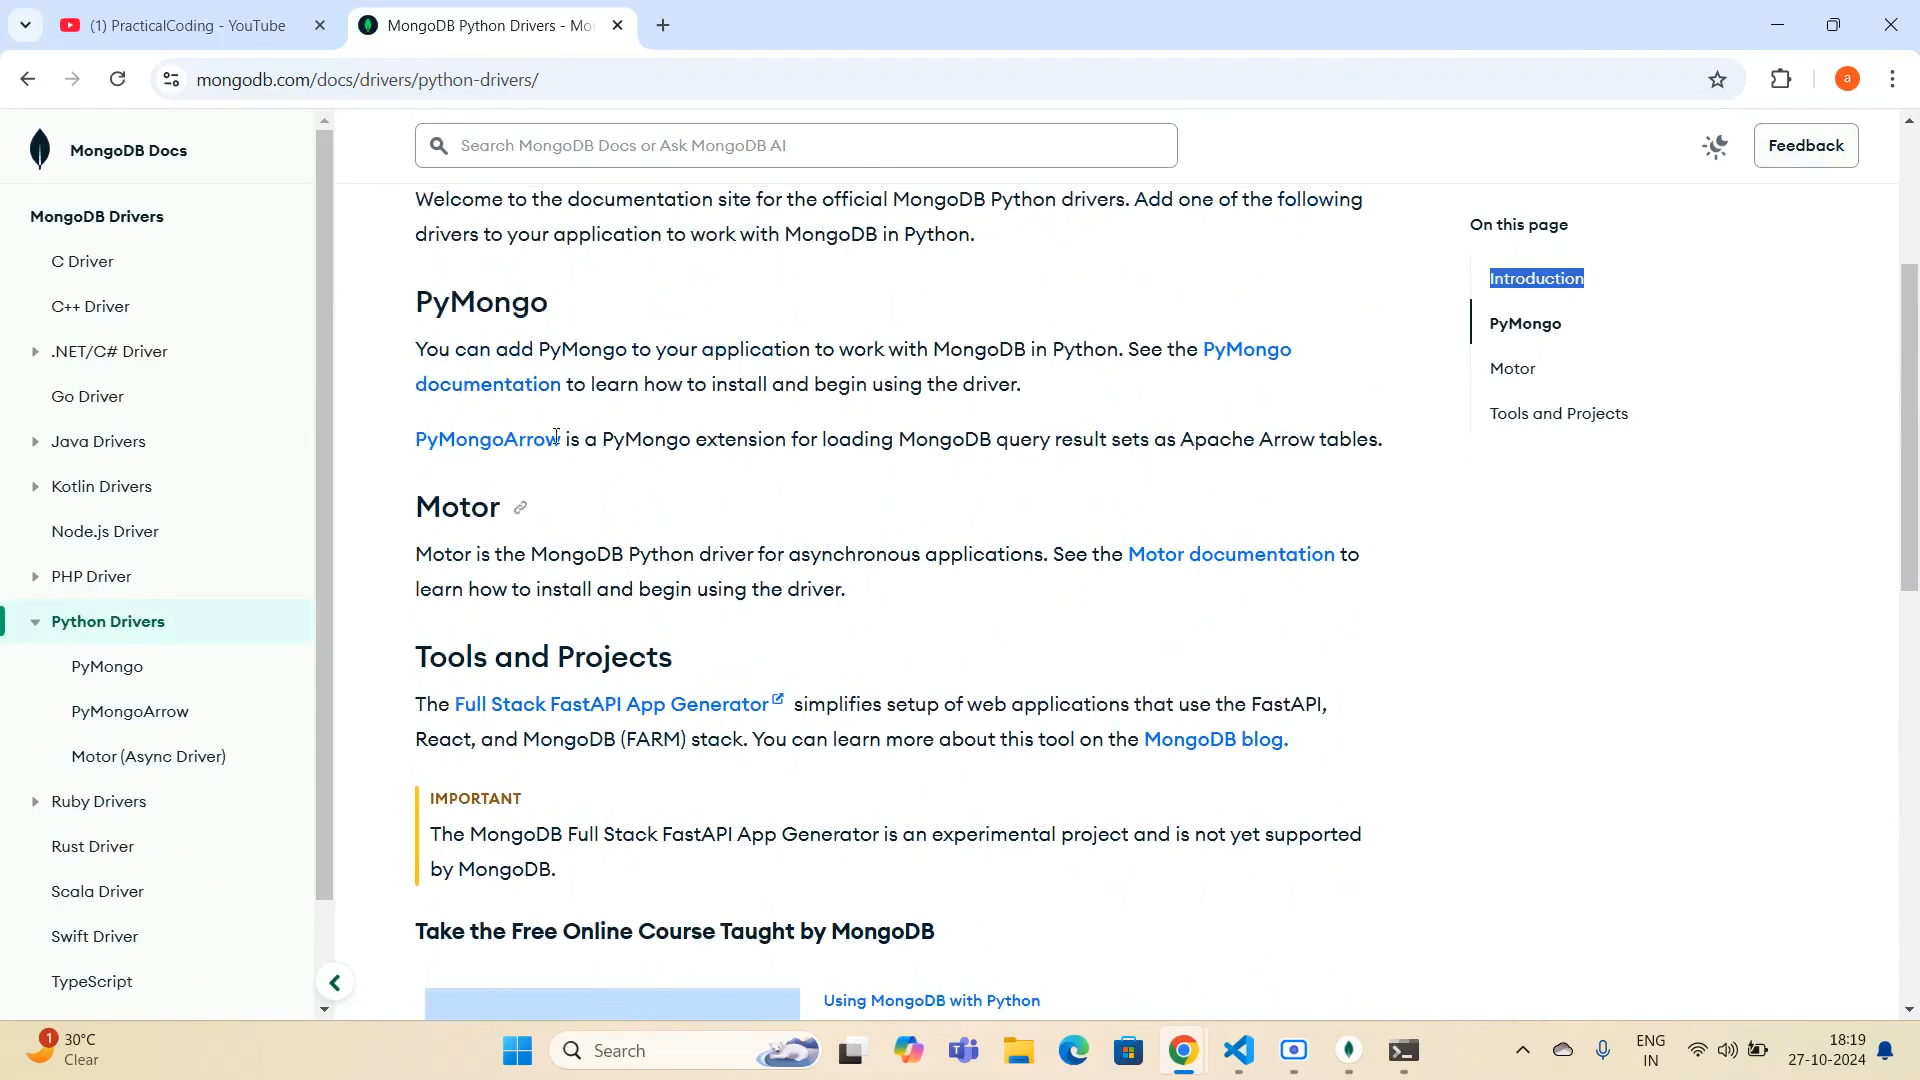 (1) PracticalCoding - YouTube
MongoDB Python Drivers - Mo
mongodb.com/docs/drivers/python-drivers/
a
MongoDB Docs
Search MongoDB Docs or Ask MongoDB AI
Feedback
MongoDB Drivers
C Driver
C++ Driver
.NET/C# Driver
Go Driver
Java Drivers
Kotlin Drivers
Node.js Driver
PHP Driver
Python Drivers
PyMongo
PyMongoArrow
Motor (Async Driver)
Ruby Drivers
Rust Driver
Scala Driver
Swift Driver
TypeScript
Welcome to the documentation site for the official MongoDB Python drivers. Add one of the following
drivers to your application to work with MongoDB in Python.
PyMongo
You can add PyMongo to your application to work with MongoDB in Python. See the PyMongo
documentation to learn how to install and begin using the driver.
PyMongoArrow is a PyMongo extension for loading MongoDB query result sets as Apache Arrow tables.
Motor
Motor is the MongoDB Python driver for asynchronous applications. See the Motor documentation to
learn how to install and begin using the driver.
Tools and Projects
The Full Stack FastAPI App Generator simplifies setup of web applications that use the FastAPI,
React, and MongoDB (FARM) stack. You can learn more about this tool on the MongoDB blog.
IMPORTANT
The MongoDB Full Stack FastAPI App Generator is an experimental project and is not yet supported
by MongoDB.
Take the Free Online Course Taught by MongoDB
Using MongoDB with Python
On this page
Introduction
PyMongo
Motor
Tools and Projects
1
30°C
Clear
Search
ENG
IN
18:19
27-10-2024